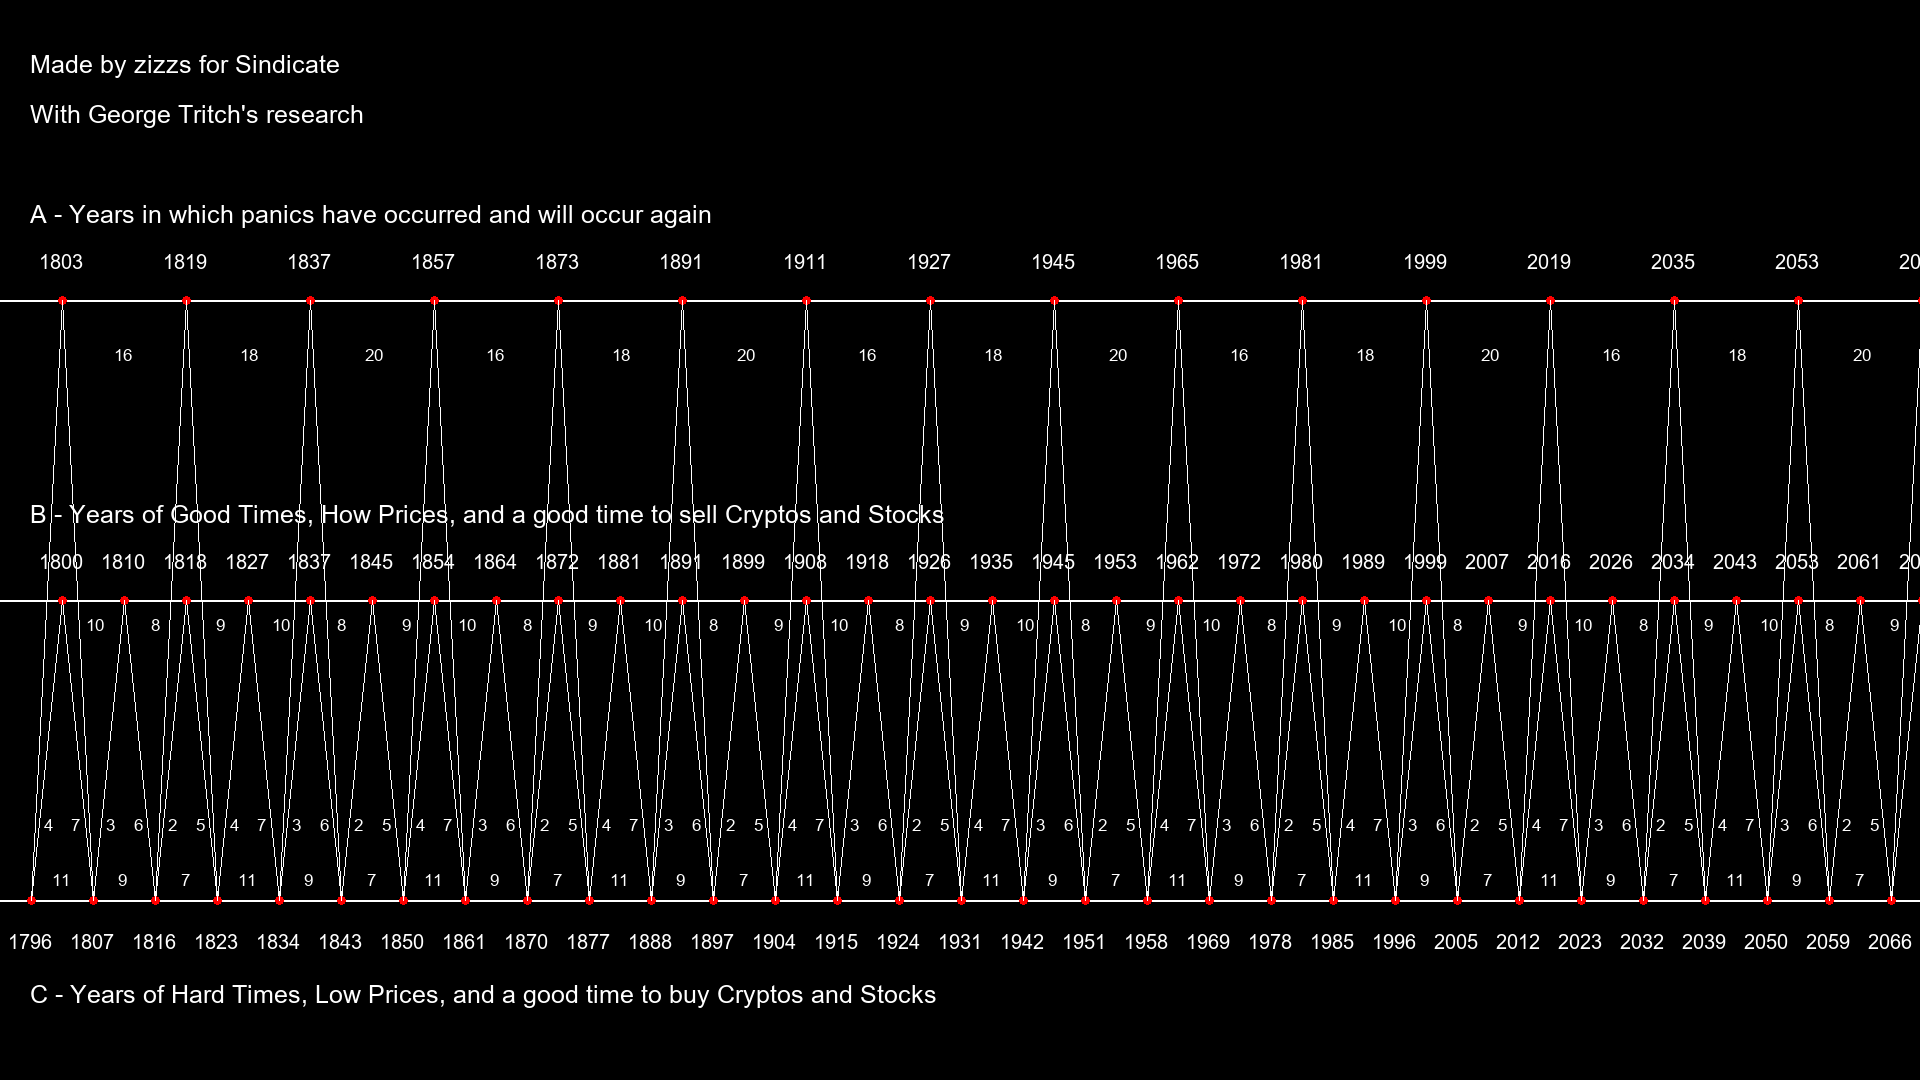 Made by zizzs for Sindicate
With George Tritch's research
A - Years in which panics have occurred and will occur again
1803 1819 1837 1857 1873 1891 1911 1927 1945 1965 1981 1999 2019 2035 2053 20
16 18 20 16 18 20 16 18 20 16 18 20 16 18 20
B - Years of Good Times, How Prices, and a good time to sell Cryptos and Stocks
1800 1810 1818 1827 1837 1845 1854 1864 1872 1881 1891 1899 1908 1918 1926 1935 1945 1953 1962 1972 1980 1989 1999 2007 2016 2026 2034 2043 2053 2061 20
10 8 9 10 8 9 10 8 9 10 8 9 10 8 9 10 8 9 10 8 9 10 8 9 10 8 9 10 8 9
4 7 3 6 2 5 4 7 3 6 2 5 4 7 3 6 2 5 4 7 3 6 2 5 4 7 3 6 2 5 4 7 3 6 2 5 4 7 3 6 2 5 4 7 3 6 2 5 4 7 3 6 2 5 4 7 3 6 2 5
11 9 7 11 9 7 11 9 7 11 9 7 11 9 7 11 9 7 11 9 7 11 9 7 11 9 7 11 9 7
1796 1807 1816 1823 1834 1843 1850 1861 1870 1877 1888 1897 1904 1915 1924 1931 1942 1951 1958 1969 1978 1985 1996 2005 2012 2023 2032 2039 2050 2059 2066
C - Years of Hard Times, Low Prices, and a good time to buy Cryptos and Stocks